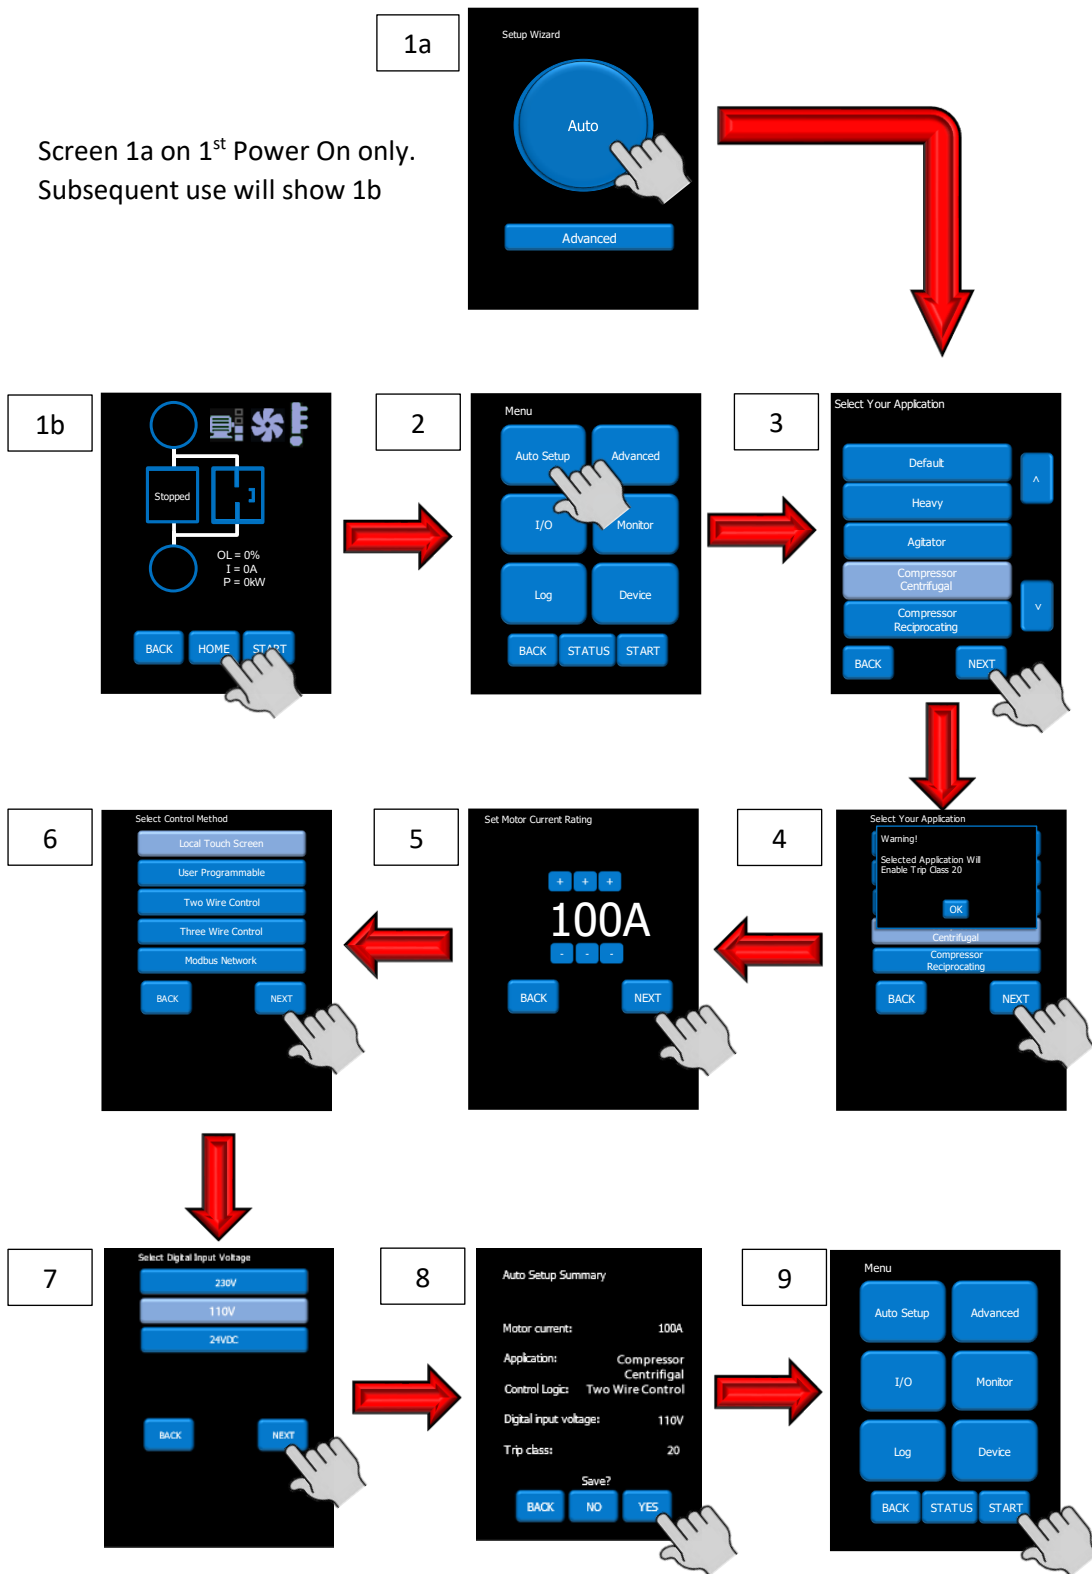 1a
Setup Wizard
Auto
Advanced
Screen 1a on 1st Power On only.
Subsequent use will show 1b
1b
Stopped
OL = 0%
I = 0A
P = 0kW
BACK HOME START
2
Menu
Auto Setup Advanced
I/O Monitor
Log Device
BACK STATUS START
3
Select Your Application
Default
Heavy
Agitator
Compressor
Centrifugal
Compressor
Reciprocating
^
v
BACK NEXT
4
Select Your Application
Warning!
Selected Application Will
Enable Trip Class 20
OK
Centrifugal
Compressor
Reciprocating
BACK NEXT
5
Set Motor Current Rating
+ + +
100A
- - -
BACK NEXT
6
Select Control Method
Local Touch Screen
User Programmable
Two Wire Control
Three Wire Control
Modbus Network
BACK NEXT
7
Select Digital Input Voltage
230V
110V
24VDC
BACK NEXT
8
Auto Setup Summary
Motor current: 100A
Application: Compressor
Centrifigal
Control Logic: Two Wire Control
Digital input voltage: 110V
Trip class: 20
Save?
BACK NO YES
9
Menu
Auto Setup Advanced
I/O Monitor
Log Device
BACK STATUS START